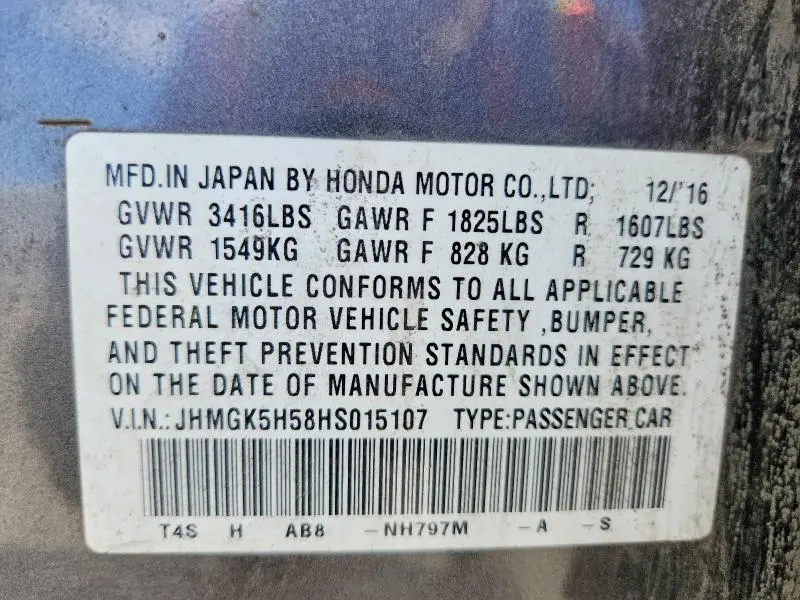 MFD.IN JAPAN BY HONDA MOTOR CO.,LTD; 12/'16
GVWR 3416LBS GAWR F 1825LBS R 1607LBS
GVWR 1549KG GAWR F 828 KG R 729 KG
THIS VEHICLE CONFORMS TO ALL APPLICABLE
FEDERAL MOTOR VEHICLE SAFETY ,BUMPER,
AND THEFT PREVENTION STANDARDS IN EFFECT
ON THE DATE OF MANUFACTURE SHOWN ABOVE.
V.I.N.:JHMGK5H58HS015107 TYPE:PASSENGER CAR
T4S H AB8 -NH797M -A -S